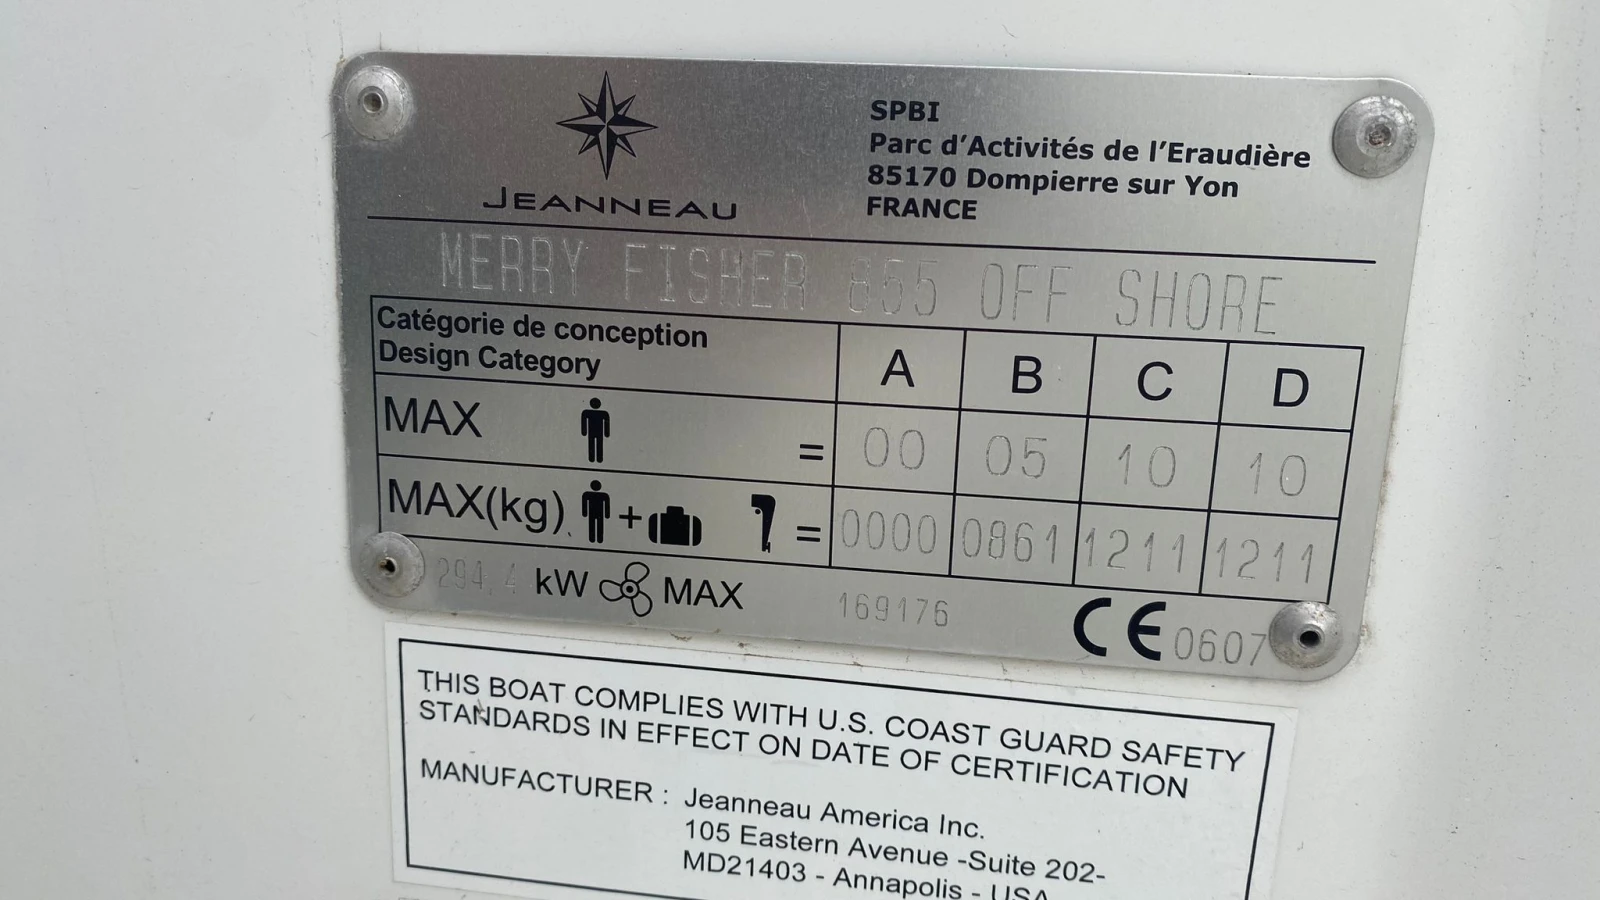 JEANNEAU
SPBI
Parc d'Activités de l'Eraudière
85170 Dompierre sur Yon
FRANCE
MERRY FISHER 855 OFF SHORE
Catégorie de conception
Design Category
A B C D
MAX = 00 05 10 10
MAX(kg) + = 0000 0861 1211 1211
294,4 kW MAX
169176
CE 0607
THIS BOAT COMPLIES WITH U.S. COAST GUARD SAFETY
STANDARDS IN EFFECT ON DATE OF CERTIFICATION
MANUFACTURER : Jeanneau America Inc.
105 Eastern Avenue -Suite 202-
MD21403 - Annapolis - USA